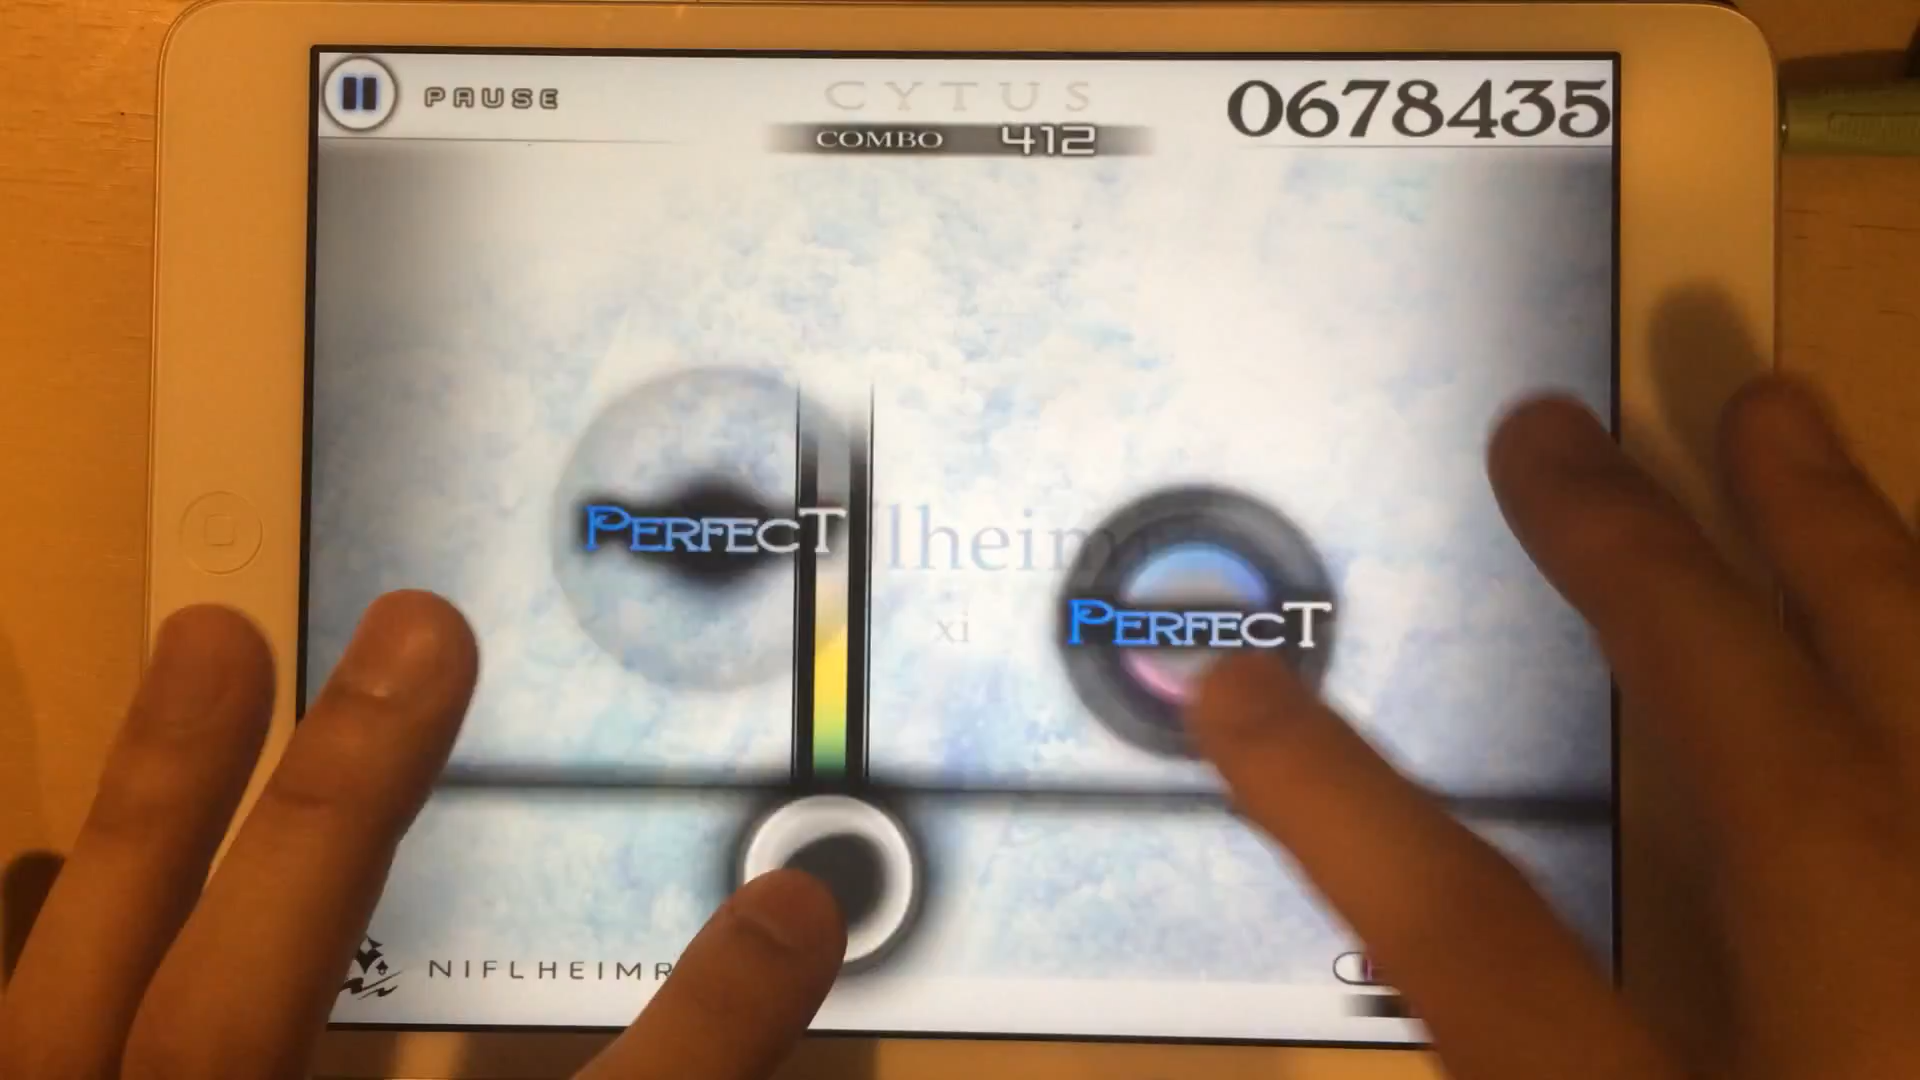 PAUSE
CYTUS
COMBO 412
0678435
PERFECT
lheim
PERFECT
xi
NIFLHEIMR